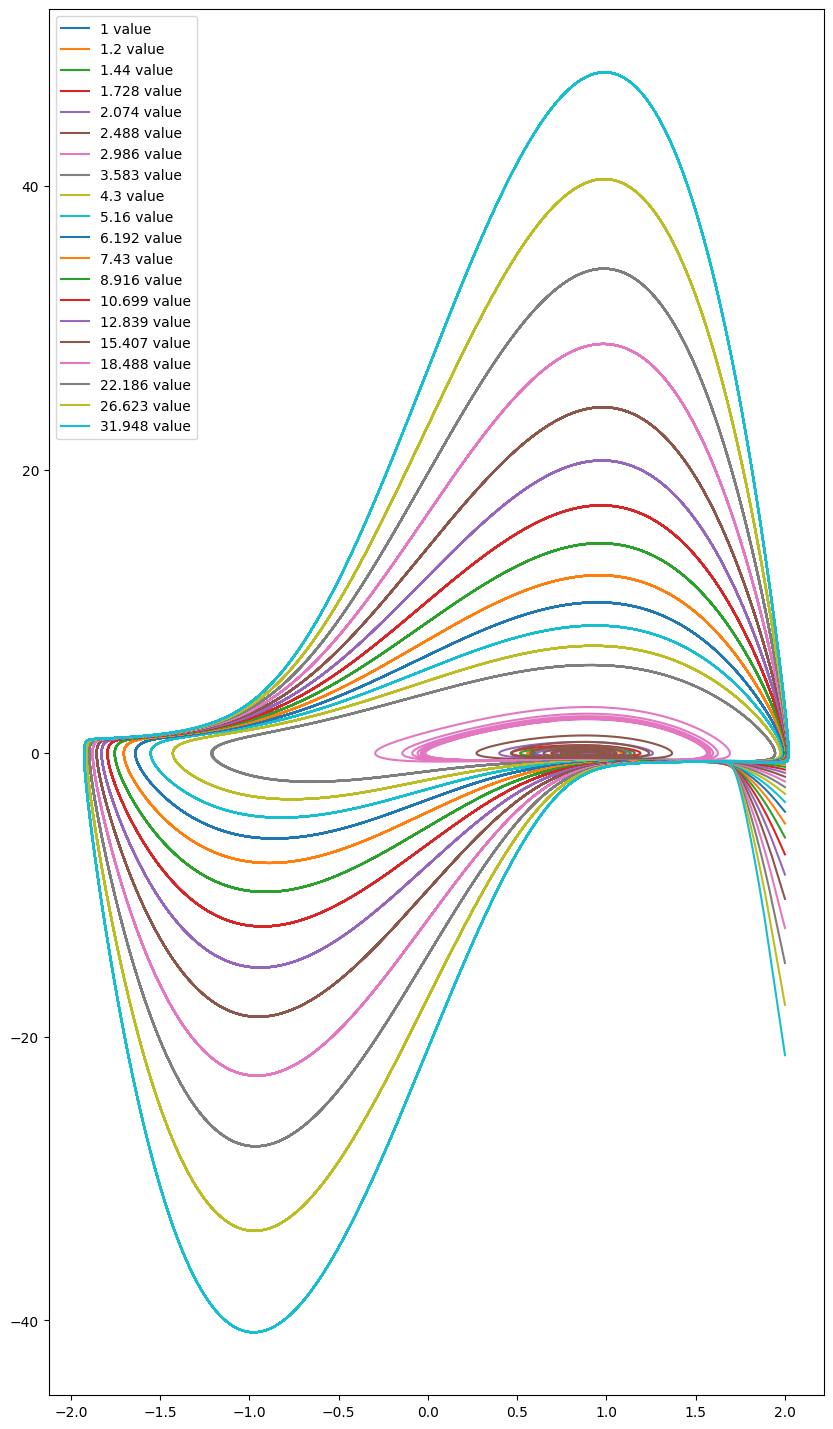 1 value
1.2 value
1.44 value
1.728 value
2.074 value
2.488 value
2.986 value
3.583 value
4.3 value
5.16 value
6.192 value
7.43 value
8.916 value
10.699 value
12.839 value
15.407 value
18.488 value
22.186 value
26.623 value
31.948 value
40
20
0
−20
−40
−2.0 −1.5 −1.0 −0.5 0.0 0.5 1.0 1.5 2.0